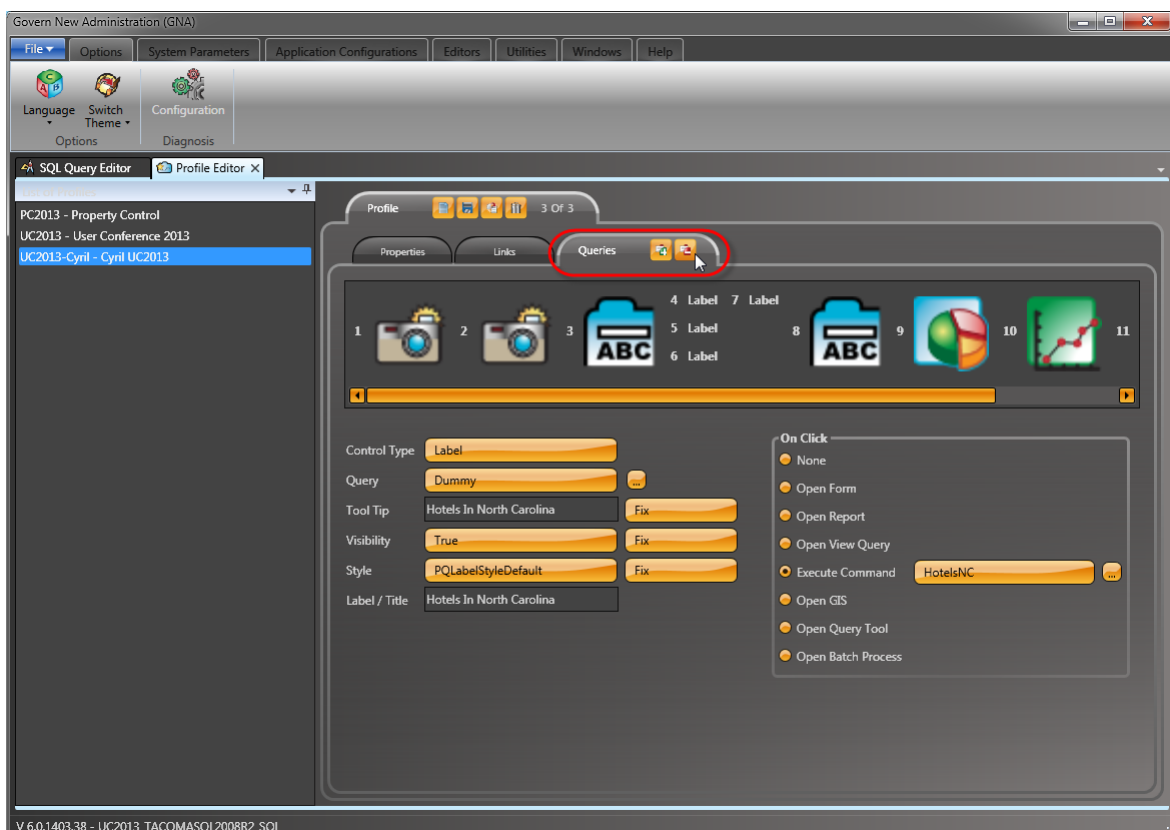 Govern New Administration (GNA)
File Options System Parameters Application Configurations Editors Utilities Windows Help
Language Switch Theme Configuration
Options Diagnosis
SQL Query Editor Profile Editor
PC2013 - Property Control
UC2013 - User Conference 2013
UC2013-Cyril - Cyril UC2013
Profile 3 Of 3
Properties Links Queries
4 Label 7 Label
1 2 3 ABC 5 Label 8 ABC 9 10 11
6 Label
Control Type Label
Query Dummy ...
Tool Tip Hotels In North Carolina Fix
Visibility True Fix
Style PQLabelStyleDefault Fix
Label / Title Hotels In North Carolina
On Click
None
Open Form
Open Report
Open View Query
Execute Command HotelsNC ...
Open GIS
Open Query Tool
Open Batch Process
V 6.0.1403.38 - UC2013_TACOMASQL2008R2_SQL